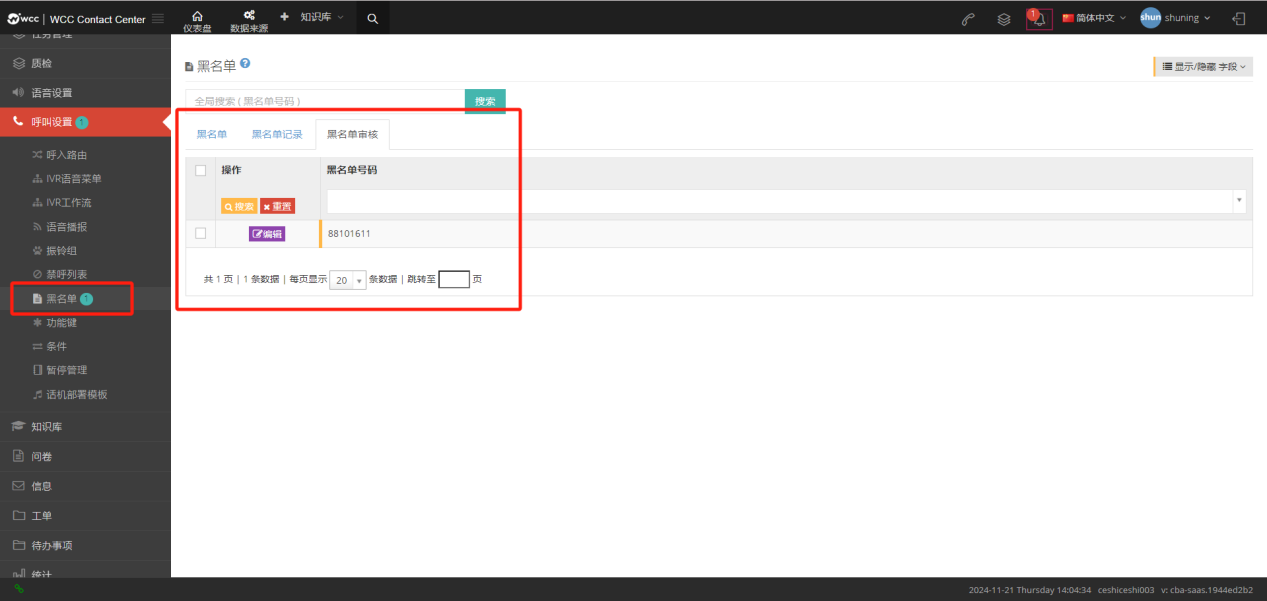 wcc | WCC Contact Center
仪表盘
数据来源
知识库
1
简体中文
shun shuning
任务管理
质检
语音设置
呼叫设置 1
呼入路由
IVR语音菜单
IVR工作流
语音播报
振铃组
禁呼列表
黑名单 1
功能键
条件
暂停管理
话机部署模板
知识库
问卷
信息
工单
待办事项
统计
黑名单 ?
显示/隐藏 字段
全局搜索 ( 黑名单号码 )
搜索
黑名单 黑名单记录 黑名单审核
操作 黑名单号码
搜索 重置
编辑 88101611
共 1 页 | 1 条数据 | 每页显示 20 条数据 | 跳转至 页
2024-11-21 Thursday 14:04:34 ceshiceshi003 v: cba-saas.1944ed2b2